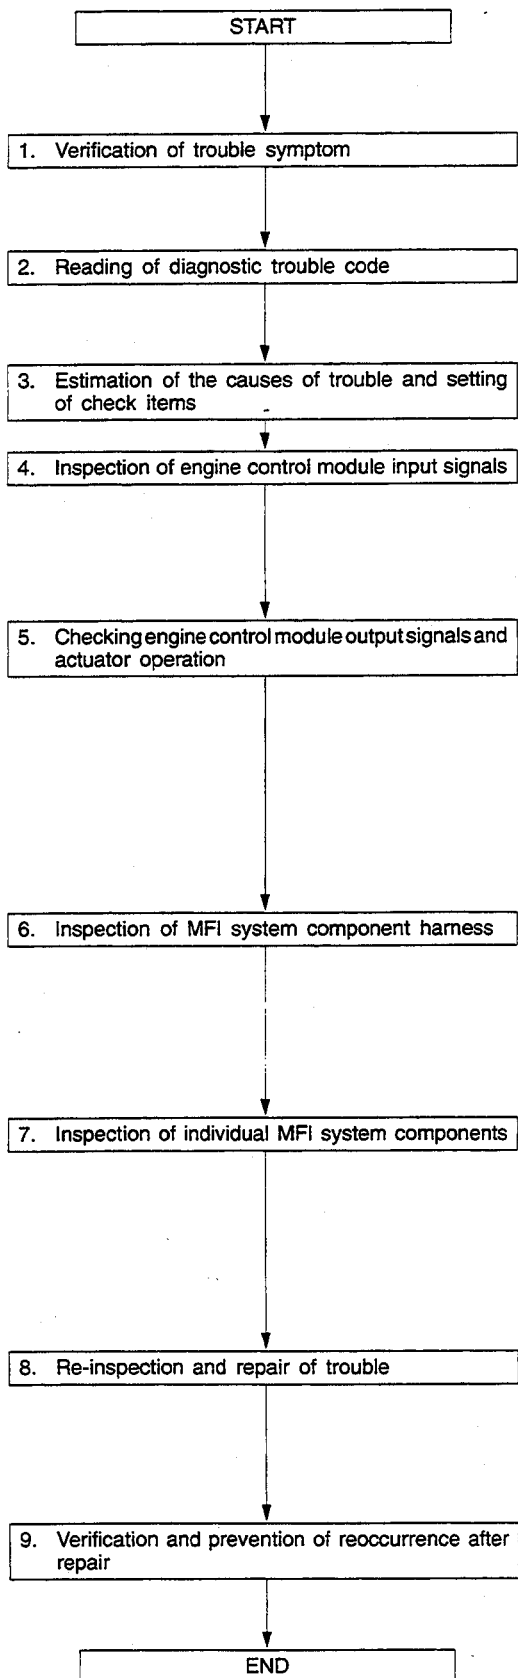 START
1. Verification of trouble symptom
2. Reading of diagnostic trouble code
3. Estimation of the causes of trouble and setting
of check items
4. Inspection of engine control module input signals
5. Checking engine control module output signals and
actuator operation
6. Inspection of MFI system component harness
7. Inspection of individual MFI system components
8. Re-inspection and repair of trouble
9. Verification and prevention of reoccurrence after
repair
END